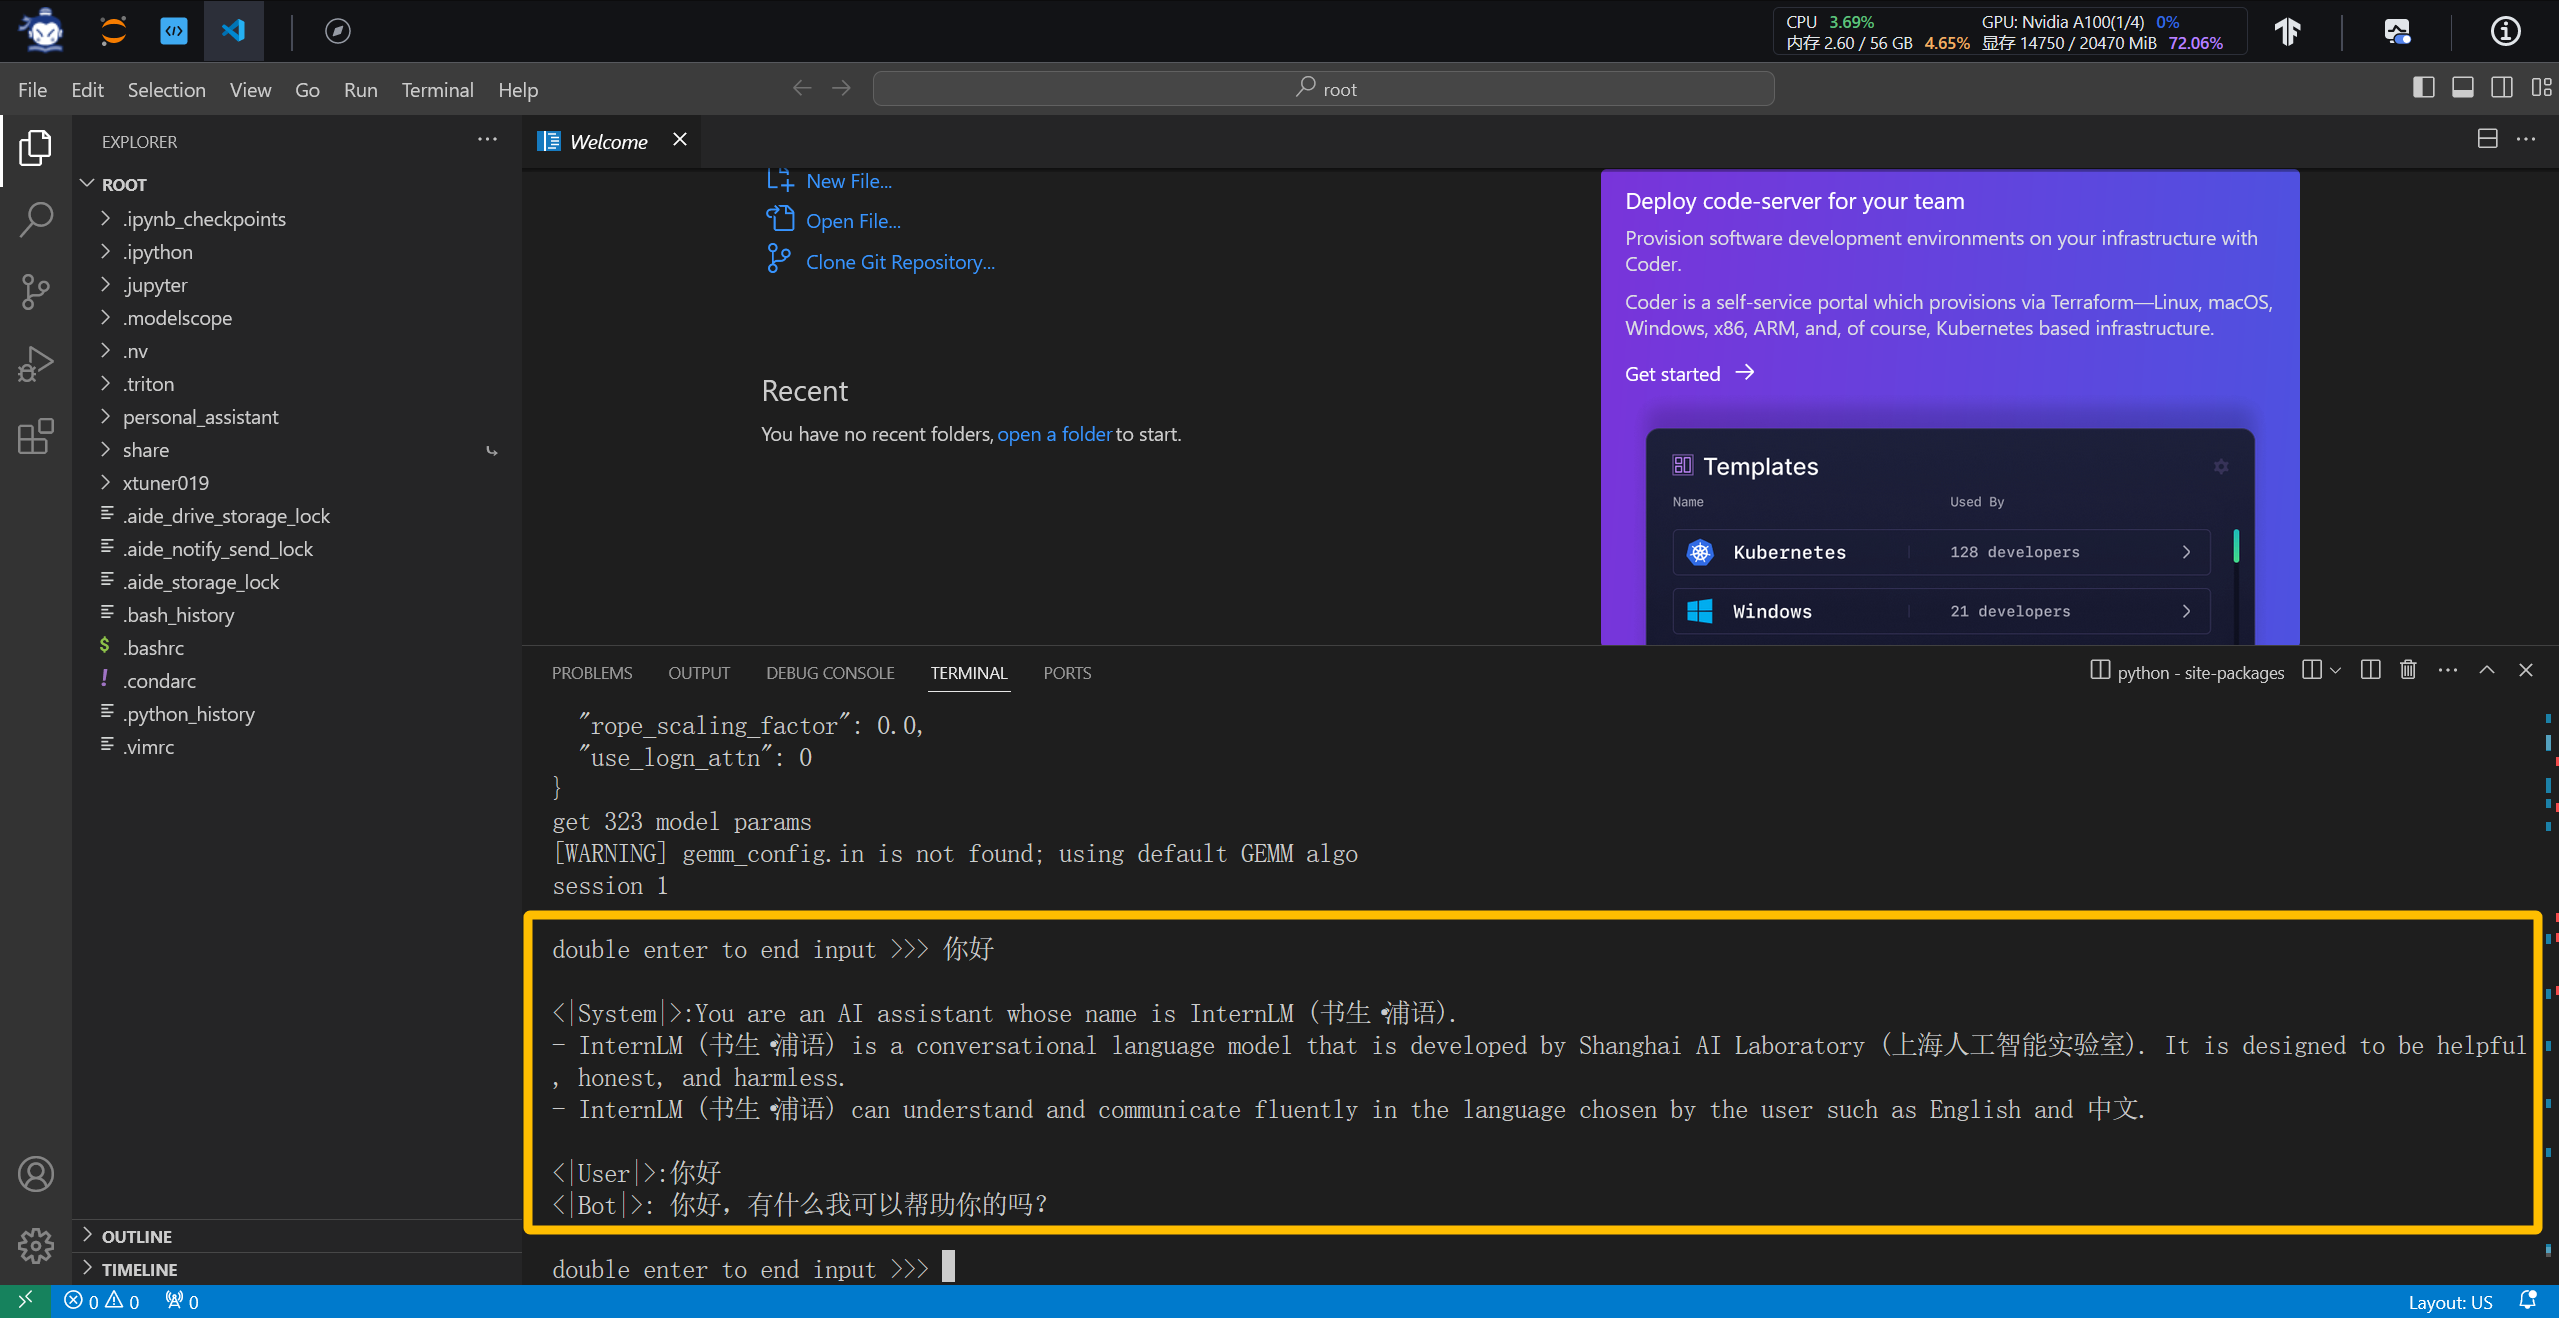 CPU 3.69% GPU: Nvidia A100(1/4) 0%
内存 2.60 / 56 GB 4.65% 显存 14750 / 20470 MiB 72.06%
File Edit Selection View Go Run Terminal Help
root
EXPLORER
ROOT
.ipynb_checkpoints
.ipython
.jupyter
.modelscope
.nv
.triton
personal_assistant
share
xtuner019
.aide_drive_storage_lock
.aide_notify_send_lock
.aide_storage_lock
.bash_history
.bashrc
.condarc
.python_history
.vimrc
OUTLINE
TIMELINE
Welcome
New File...
Open File...
Clone Git Repository...
Recent
You have no recent folders, open a folder to start.
Deploy code-server for your team
Provision software development environments on your infrastructure with
Coder.
Coder is a self-service portal which provisions via Terraform—Linux, macOS,
Windows, x86, ARM, and, of course, Kubernetes based infrastructure.
Get started
Templates
Name Used By
Kubernetes 128 developers
Windows 21 developers
PROBLEMS OUTPUT DEBUG CONSOLE TERMINAL PORTS
python - site-packages
"rope_scaling_factor": 0.0,
"use_logn_attn": 0
}
get 323 model params
[WARNING] gemm_config.in is not found; using default GEMM algo
session 1
double enter to end input >>> 你好
<|System|>:You are an AI assistant whose name is InternLM (书生·浦语).
- InternLM (书生·浦语) is a conversational language model that is developed by Shanghai AI Laboratory (上海人工智能实验室). It is designed to be helpful
, honest, and harmless.
- InternLM (书生·浦语) can understand and communicate fluently in the language chosen by the user such as English and 中文.
<|User|>:你好
<|Bot|>: 你好，有什么我可以帮助你的吗？
double enter to end input >>>
0 0 0
Layout: US